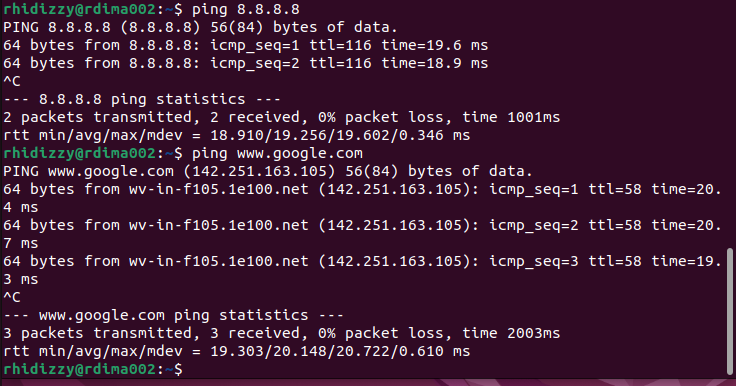 rhidizzy@rdima002:~$ ping 8.8.8.8
PING 8.8.8.8 (8.8.8.8) 56(84) bytes of data.
64 bytes from 8.8.8.8: icmp_seq=1 ttl=116 time=19.6 ms
64 bytes from 8.8.8.8: icmp_seq=2 ttl=116 time=18.9 ms
^C
--- 8.8.8.8 ping statistics ---
2 packets transmitted, 2 received, 0% packet loss, time 1001ms
rtt min/avg/max/mdev = 18.910/19.256/19.602/0.346 ms
rhidizzy@rdima002:~$ ping www.google.com
PING www.google.com (142.251.163.105) 56(84) bytes of data.
64 bytes from wv-in-f105.1e100.net (142.251.163.105): icmp_seq=1 ttl=58 time=20.
4 ms
64 bytes from wv-in-f105.1e100.net (142.251.163.105): icmp_seq=2 ttl=58 time=20.
7 ms
64 bytes from wv-in-f105.1e100.net (142.251.163.105): icmp_seq=3 ttl=58 time=19.
3 ms
^C
--- www.google.com ping statistics ---
3 packets transmitted, 3 received, 0% packet loss, time 2003ms
rtt min/avg/max/mdev = 19.303/20.148/20.722/0.610 ms
rhidizzy@rdima002:~$